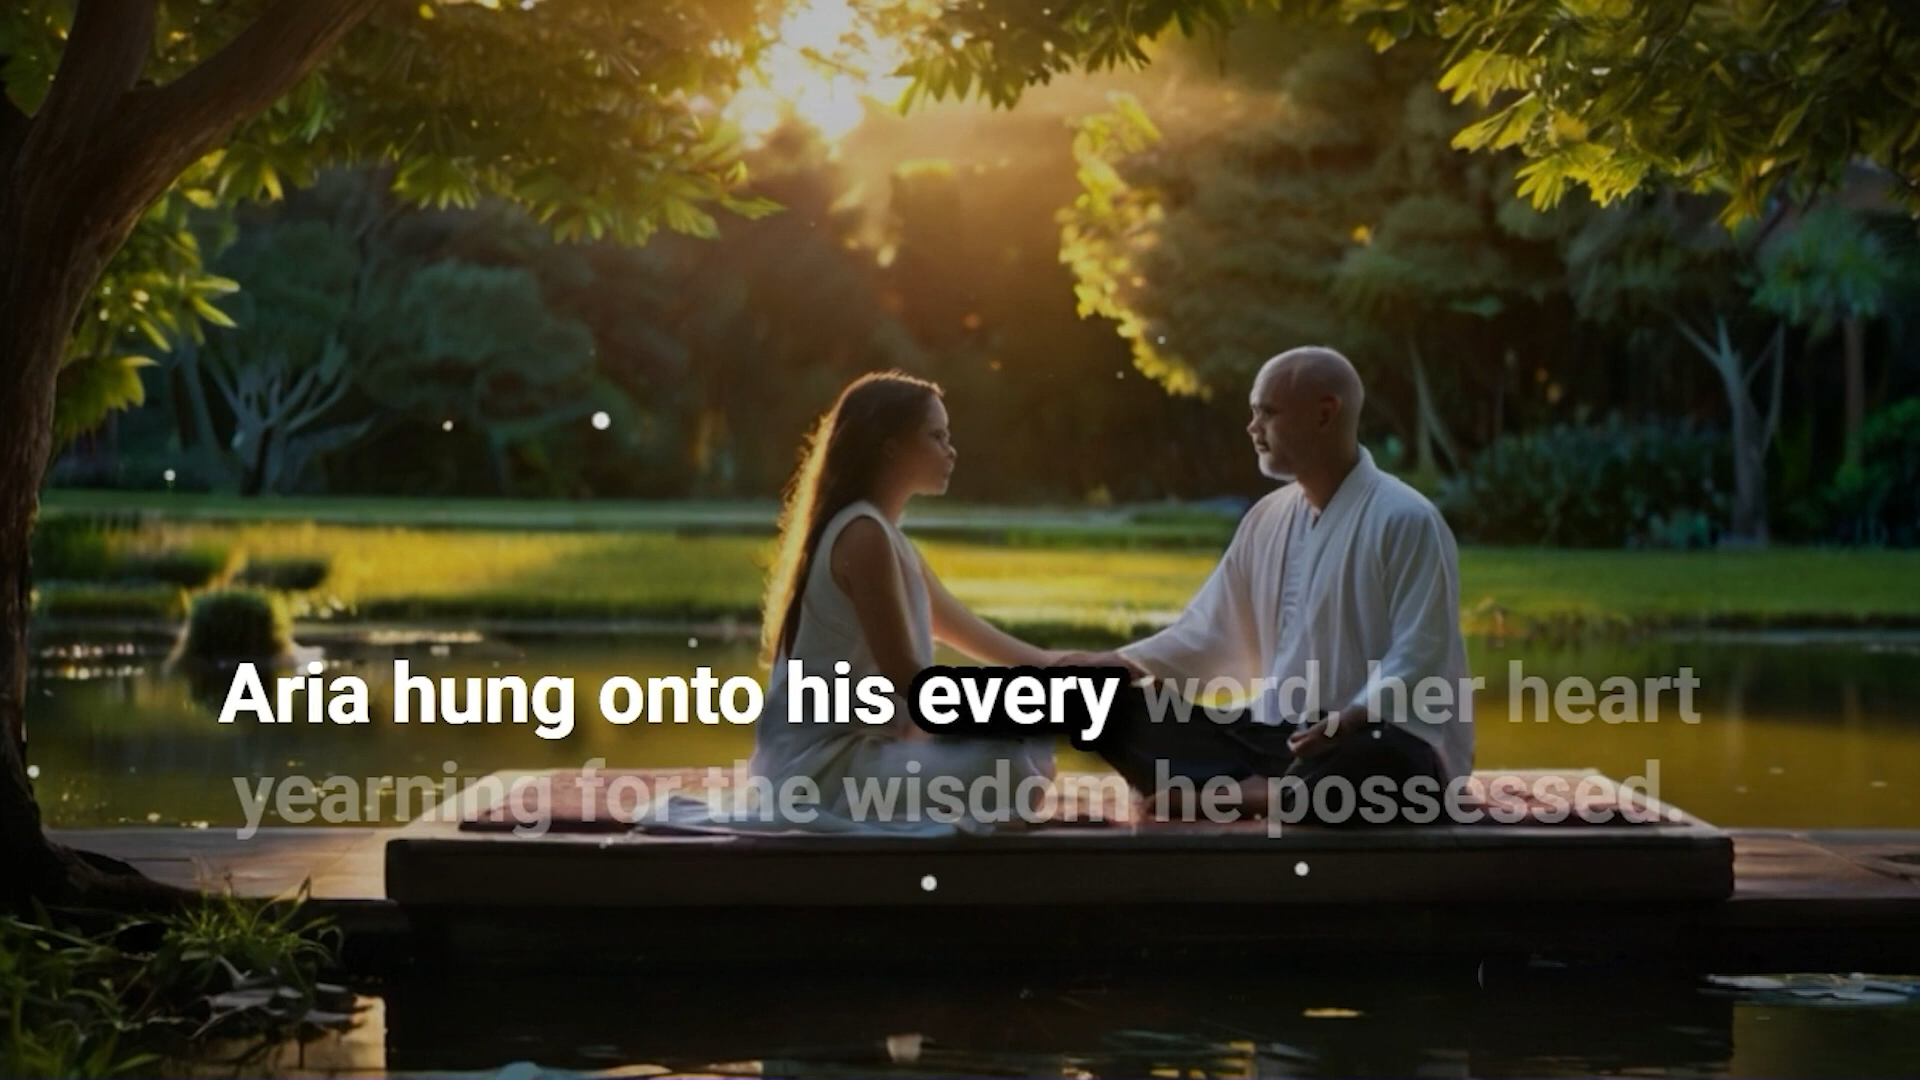 Aria hung onto his every word, her heart
yearning for the wisdom he possessed.